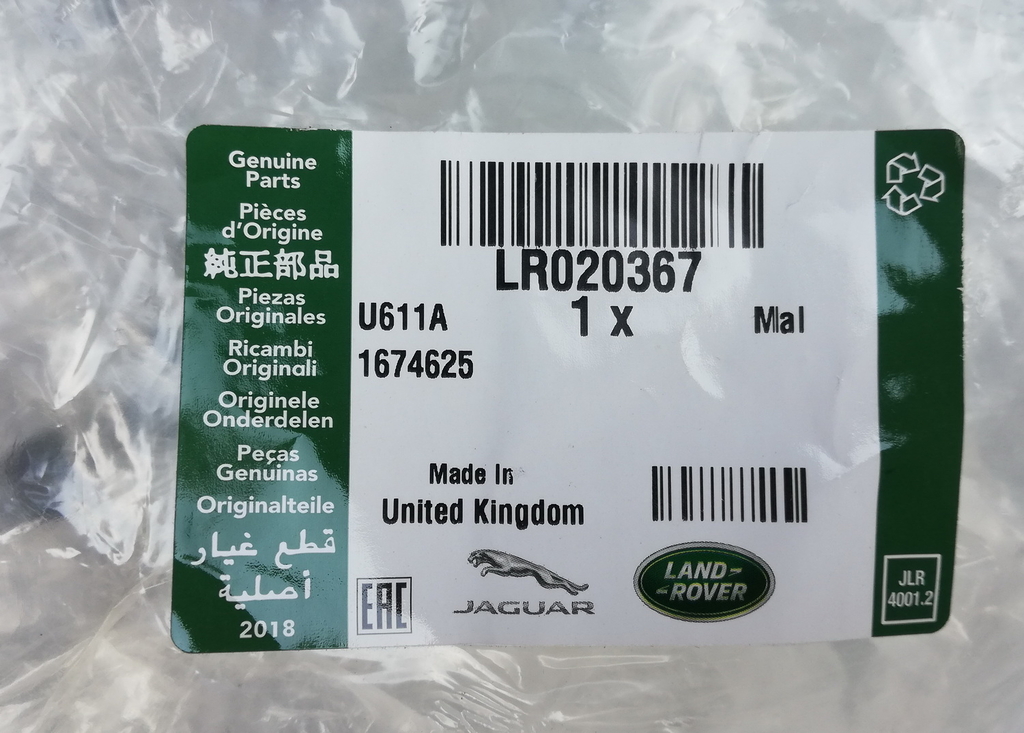 Genuine
Parts
Pièces
d'Origine
純正部品
Piezas
Originales
Ricambi
Originali
Originele
Onderdelen
Peças
Genuinas
Originalteile
قطع غيار
أصلية
2018
LR020367
U611A
1 x
Mal
1674625
Made In
United Kingdom
EAC
JAGUAR
LAND-
-ROVER
JLR
4001.2